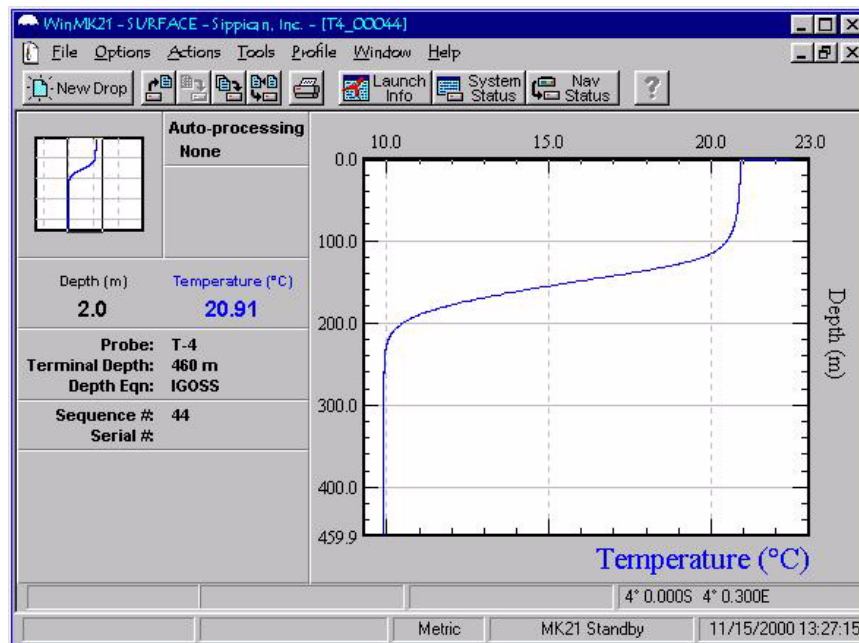 WinMK21 - SURFACE - Sippican, Inc. - [T4_00044]
File Options Actions Tools Profile Window Help
New Drop
Launch Info
System Status
Nav Status
?
Auto-processing
None
Depth (m) Temperature (°C)
2.0 20.91
Probe: T-4
Terminal Depth: 460 m
Depth Eqn: IGOSS
Sequence #: 44
Serial #:
10.0 15.0 20.0 23.0
0.0
100.0
200.0
300.0
400.0
459.9
Depth (m)
Temperature (°C)
4° 0.000S 4° 0.300E
Metric MK21 Standby 11/15/2000 13:27:15